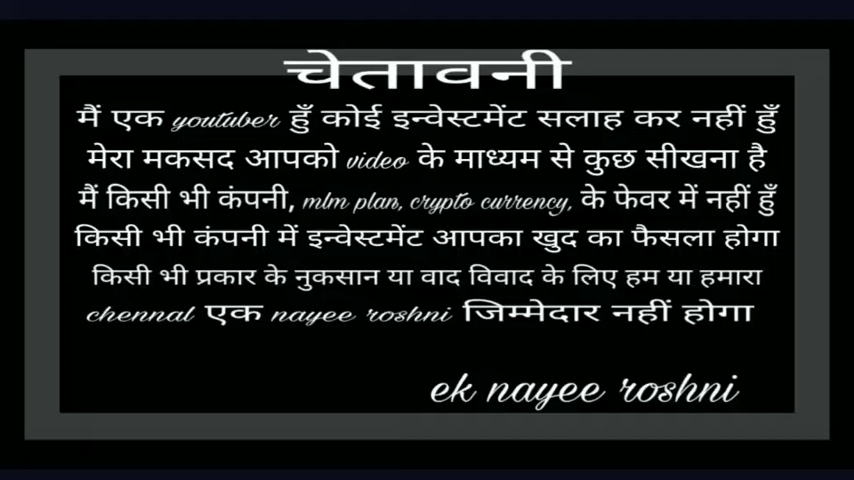 चेतावनी
मैं एक youtuber हुँ कोई इन्वेस्टमेंट सलाह कर नहीं हुँ
मेरा मकसद आपको video के माध्यम से कुछ सीखना है
मैं किसी भी कंपनी, mlm plan, crypto currency, के फेवर में नहीं हुँ
किसी भी कंपनी में इन्वेस्टमेंट आपका खुद का फैसला होगा
किसी भी प्रकार के नुकसान या वाद विवाद के लिए हम या हमारा
chennal एक nayee roshni जिम्मेदार नहीं होगा
ek nayee roshni